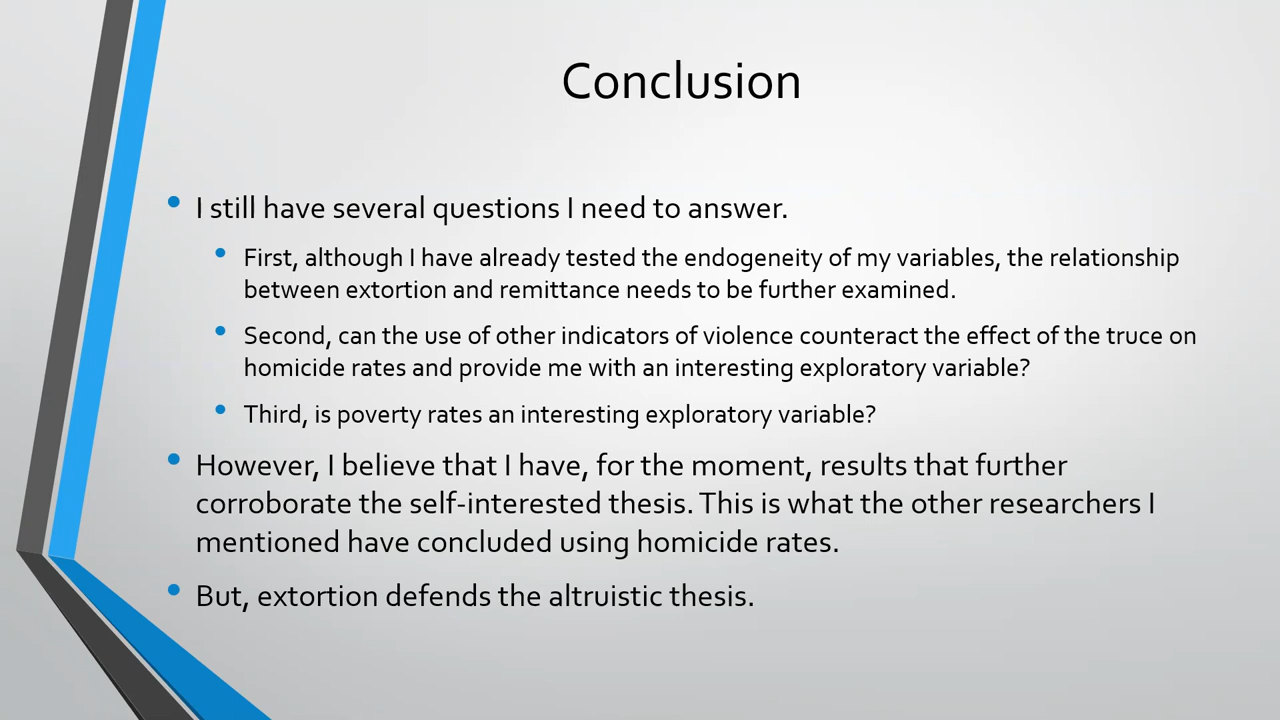 Conclusion
I still have several questions I need to answer.
First, although I have already tested the endogeneity of my variables, the relationship
between extortion and remittance needs to be further examined.
Second, can the use of other indicators of violence counteract the effect of the truce on
homicide rates and provide me with an interesting exploratory variable?
Third, is poverty rates an interesting exploratory variable?
However, I believe that I have, for the moment, results that further
corroborate the self-interested thesis. This is what the other researchers I
mentioned have concluded using homicide rates.
But, extortion defends the altruistic thesis.